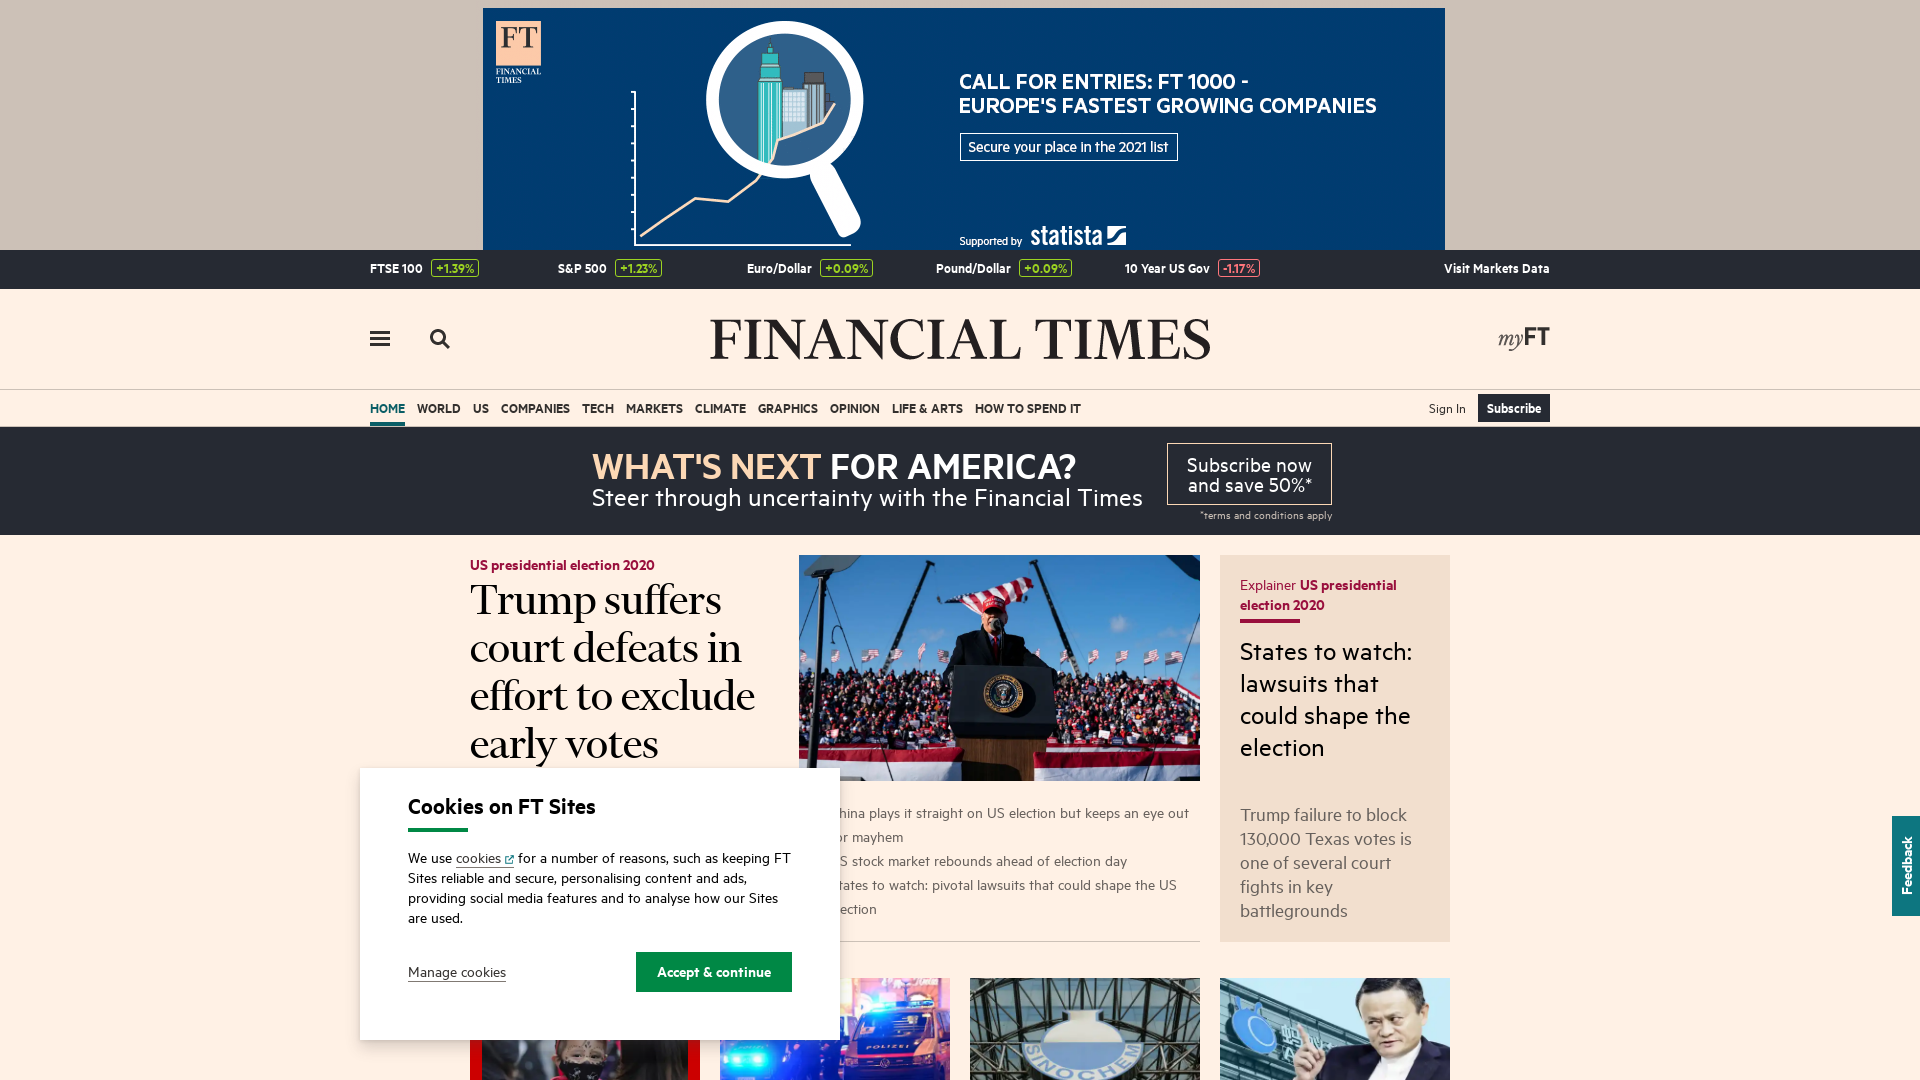 FT
FINANCIAL
TIMES
CALL FOR ENTRIES: FT 1000 -
EUROPE'S FASTEST GROWING COMPANIES
Secure your place in the 2021 list
Supported by statista
FTSE 100 +1.39% S&P 500 +1.23% Euro/Dollar +0.09% Pound/Dollar +0.09% 10 Year US Gov -1.17% Visit Markets Data
FINANCIAL TIMES
myFT
HOME WORLD US COMPANIES TECH MARKETS CLIMATE GRAPHICS OPINION LIFE & ARTS HOW TO SPEND IT Sign In Subscribe
WHAT'S NEXT FOR AMERICA?
Steer through uncertainty with the Financial Times
Subscribe now
and save 50%*
*terms and conditions apply
US presidential election 2020
Trump suffers
court defeats in
effort to exclude
early votes
hina plays it straight on US election but keeps an eye out
or mayhem
S stock market rebounds ahead of election day
tates to watch: pivotal lawsuits that could shape the US
ection
Explainer US presidential
election 2020
States to watch:
lawsuits that
could shape the
election
Trump failure to block
130,000 Texas votes is
one of several court
fights in key
battlegrounds
Cookies on FT Sites
We use cookies for a number of reasons, such as keeping FT
Sites reliable and secure, personalising content and ads,
providing social media features and to analyse how our Sites
are used.
Manage cookies
Accept & continue
Feedback
POLIZEI
SINOCHEM